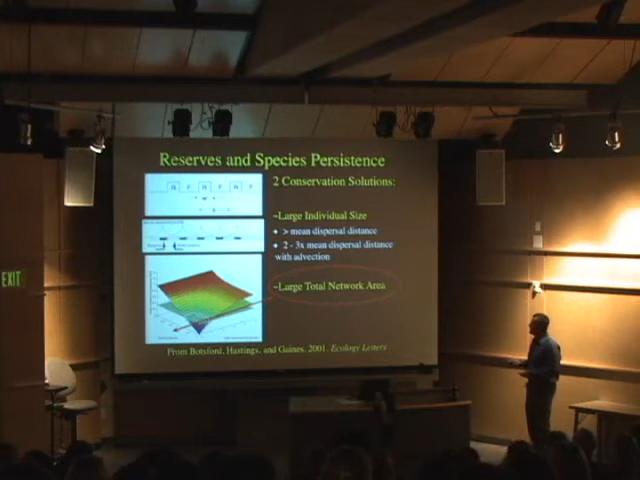 Reserves and Species Persistence
2 Conservation Solutions:
R F R F R F
~Large Individual Size
> mean dispersal distance
2 - 3x mean dispersal distance
with advection
~Large Total Network Area
From Botsford, Hastings, and Gaines. 2001. Ecology Letters
EXIT